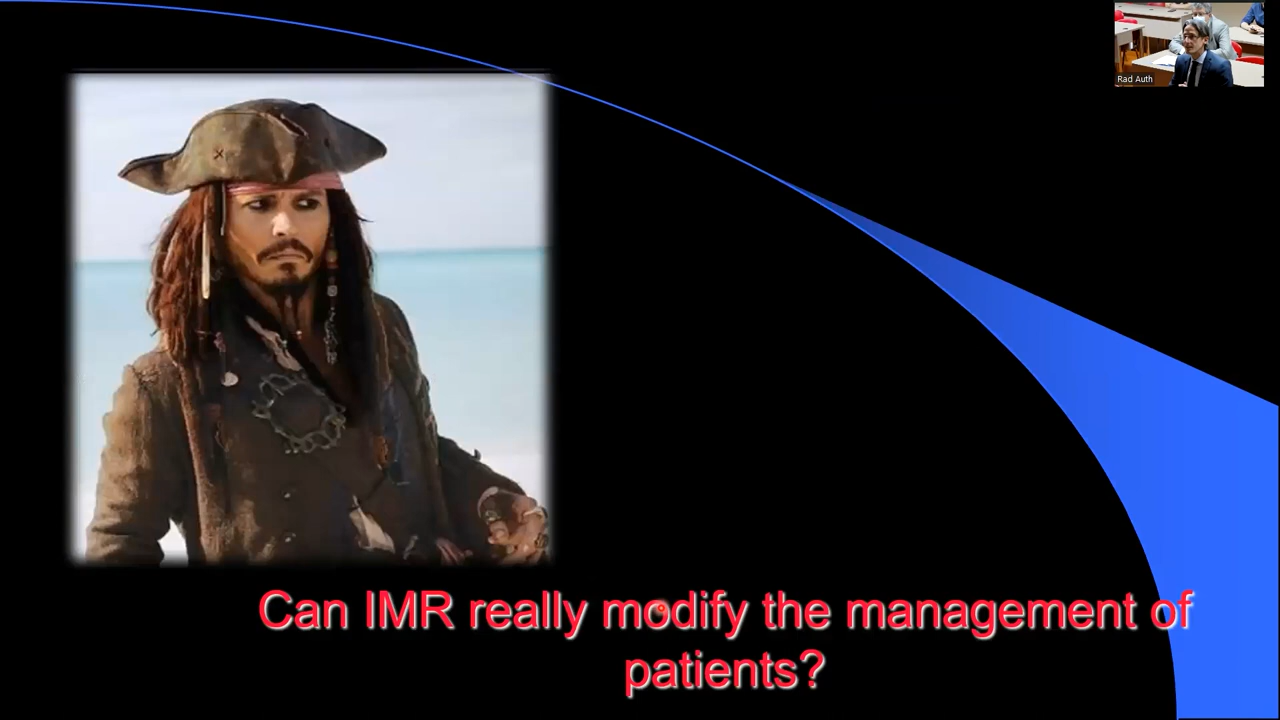 Rad Auth
Can IMR really modify the management of
patients?